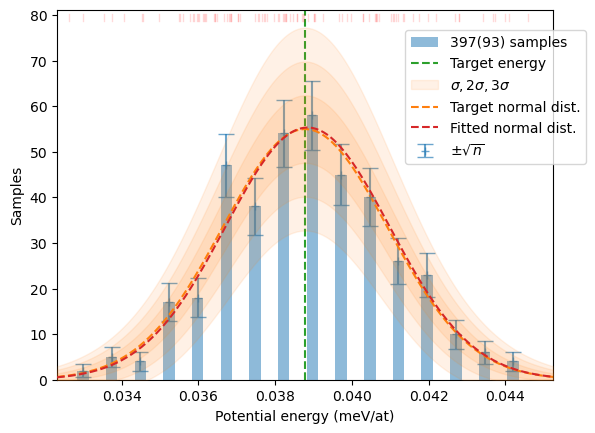 397(93) samples
Target energy
σ, 2σ, 3σ
Target normal dist.
Fitted normal dist.
±√n
80
70
60
50
40
30
20
10
0
Samples
0.034 0.036 0.038 0.040 0.042 0.044
Potential energy (meV/at)